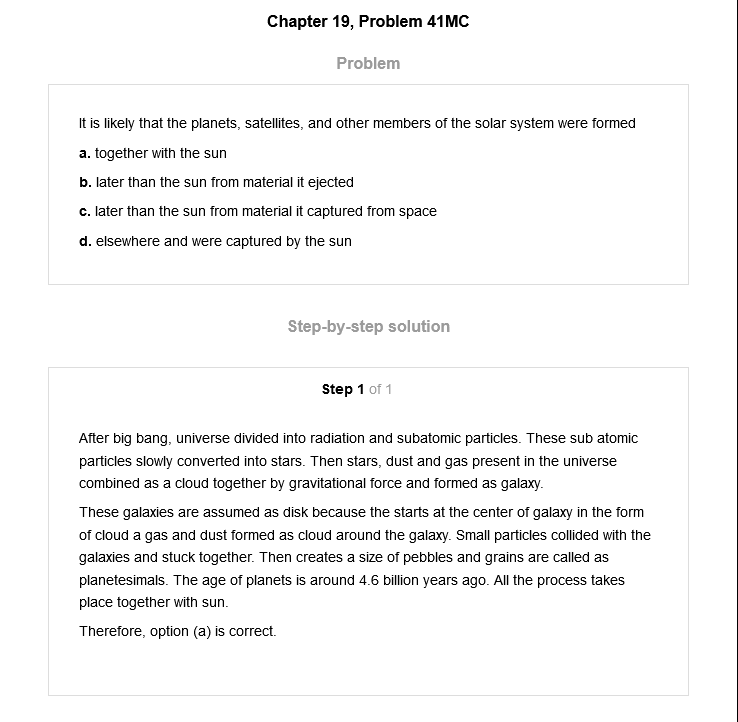 Chapter 19, Problem 41MC
Problem
It is likely that the planets, satellites, and other members of the solar system were formed
a. together with the sun
b. later than the sun from material it ejected
c. later than the sun from material it captured from space
d. elsewhere and were captured by the sun
Step-by-step solution
Step 1 of 1
After big bang, universe divided into radiation and subatomic particles. These sub atomic
particles slowly converted into stars. Then stars, dust and gas present in the universe
combined as a cloud together by gravitational force and formed as galaxy.
These galaxies are assumed as disk because the starts at the center of galaxy in the form
of cloud a gas and dust formed as cloud around the galaxy. Small particles collided with the
galaxies and stuck together. Then creates a size of pebbles and grains are called as
planetesimals. The age of planets is around 4.6 billion years ago. All the process takes
place together with sun.
Therefore, option (a) is correct.